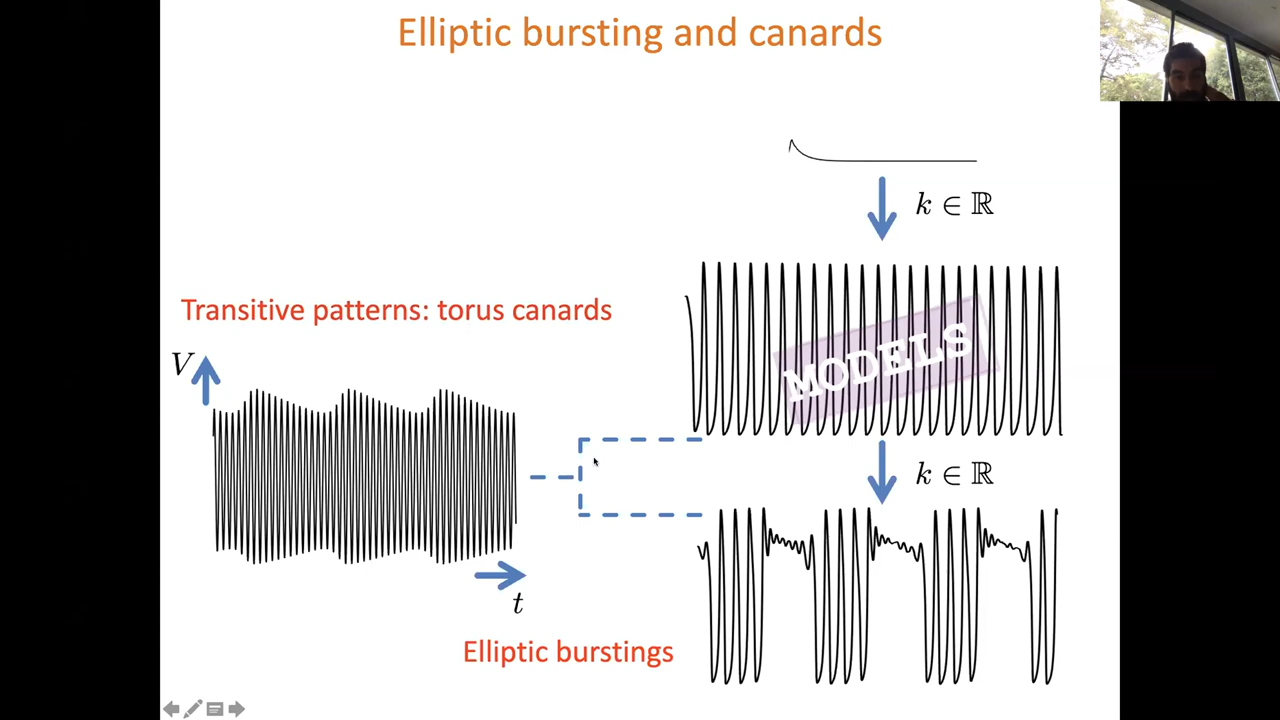 Elliptic bursting and canards
k ∈ ℝ
Transitive patterns: torus canards
MODELS
V
k ∈ ℝ
t
Elliptic burstings